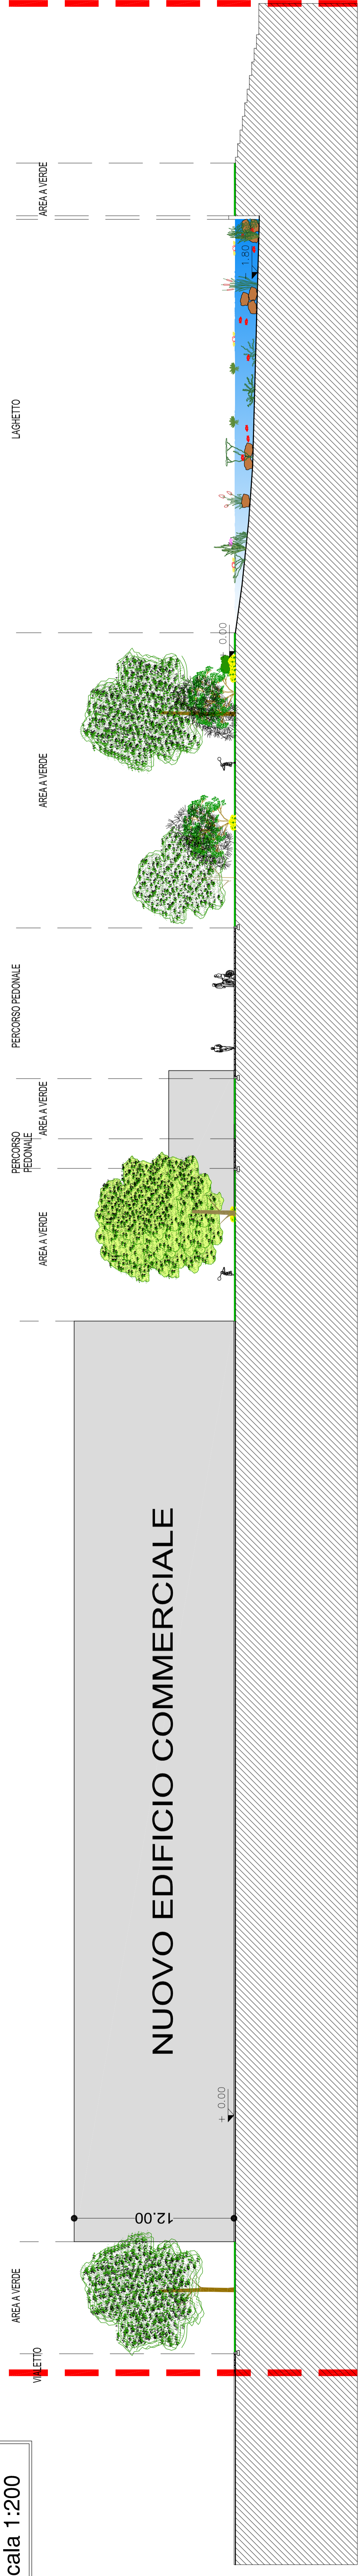 cala 1:200
VIALETTO
AREA A VERDE
12.00
+ 0.00
NUOVO EDIFICIO COMMERCIALE
AREA A VERDE
PERCORSO
PEDONALE
AREA A VERDE
PERCORSO PEDONALE
AREA A VERDE
0.00
LAGHETTO
- 1.80
AREA A VERDE